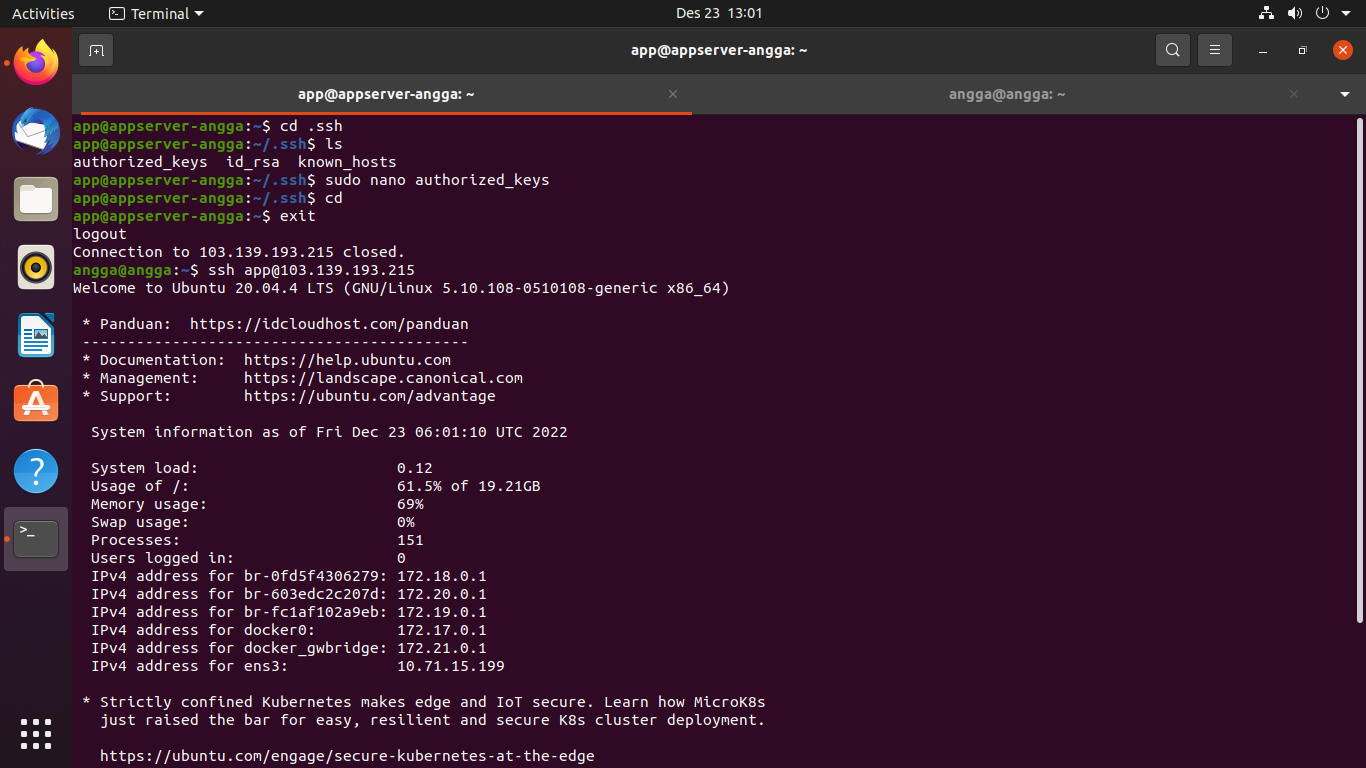 Activities Terminal Des 23 13:01
app@appserver-angga: ~
app@appserver-angga: ~ × angga@angga: ~ ×
app@appserver-angga:~$ cd .ssh
app@appserver-angga:~/.ssh$ ls
authorized_keys  id_rsa  known_hosts
app@appserver-angga:~/.ssh$ sudo nano authorized_keys
app@appserver-angga:~/.ssh$ cd
app@appserver-angga:~$ exit
logout
Connection to 103.139.193.215 closed.
angga@angga:~$ ssh app@103.139.193.215
Welcome to Ubuntu 20.04.4 LTS (GNU/Linux 5.10.108-0510108-generic x86_64)
 * Panduan:  https://idcloudhost.com/panduan
 -------------------------------------------
 * Documentation:  https://help.ubuntu.com
 * Management:     https://landscape.canonical.com
 * Support:        https://ubuntu.com/advantage
  System information as of Fri Dec 23 06:01:10 UTC 2022
  System load:                      0.12
  Usage of /:                       61.5% of 19.21GB
  Memory usage:                     69%
  Swap usage:                       0%
  Processes:                        151
  Users logged in:                  0
  IPv4 address for br-0fd5f4306279: 172.18.0.1
  IPv4 address for br-603edc2c207d: 172.20.0.1
  IPv4 address for br-fc1af102a9eb: 172.19.0.1
  IPv4 address for docker0:         172.17.0.1
  IPv4 address for docker_gwbridge: 172.21.0.1
  IPv4 address for ens3:            10.71.15.199
 * Strictly confined Kubernetes makes edge and IoT secure. Learn how MicroK8s
   just raised the bar for easy, resilient and secure K8s cluster deployment.
   https://ubuntu.com/engage/secure-kubernetes-at-the-edge